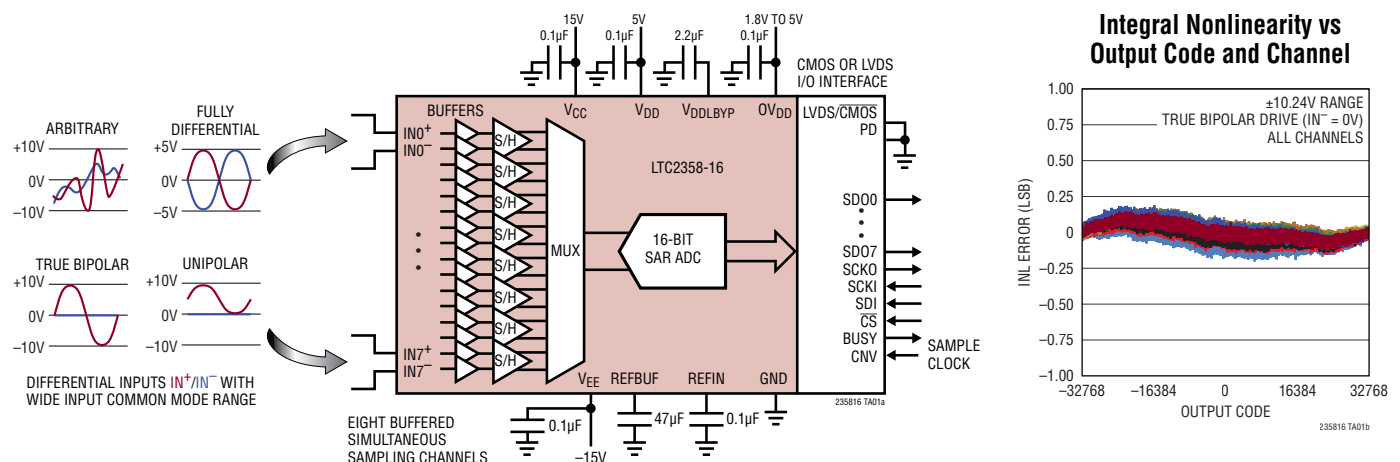 ARBITRARY
+10V
0V
–10V
FULLY
DIFFERENTIAL
+5V
0V
–5V
TRUE BIPOLAR
+10V
0V
–10V
UNIPOLAR
+10V
0V
–10V
DIFFERENTIAL INPUTS IN+/IN– WITH
WIDE INPUT COMMON MODE RANGE
15V
0.1µF
5V
0.1µF
2.2µF
1.8V TO 5V
0.1µF
CMOS OR LVDS
I/O INTERFACE
BUFFERS
VCC
VDD
VDDLBYP
OVDD
LVDS/C̅M̅O̅S̅
PD
IN0+
IN0–
S/H
S/H
S/H
S/H
S/H
S/H
S/H
S/H
IN7+
IN7–
MUX
LTC2358-16
16-BIT
SAR ADC
SDO0
SDO7
SCKO
SCKI
SDI
C̅S̅
BUSY
CNV
SAMPLE
CLOCK
VEE
REFBUF
REFIN
GND
235816 TA01a
EIGHT BUFFERED
SIMULTANEOUS
SAMPLING CHANNELS
0.1µF
–15V
47µF
0.1µF
Integral Nonlinearity vs
Output Code and Channel
±10.24V RANGE
TRUE BIPOLAR DRIVE (IN– = 0V)
ALL CHANNELS
INL ERROR (LSB)
1.00
0.75
0.50
0.25
0
–0.25
–0.50
–0.75
–1.00
–32768
–16384
0
16384
32768
OUTPUT CODE
235816 TA01b